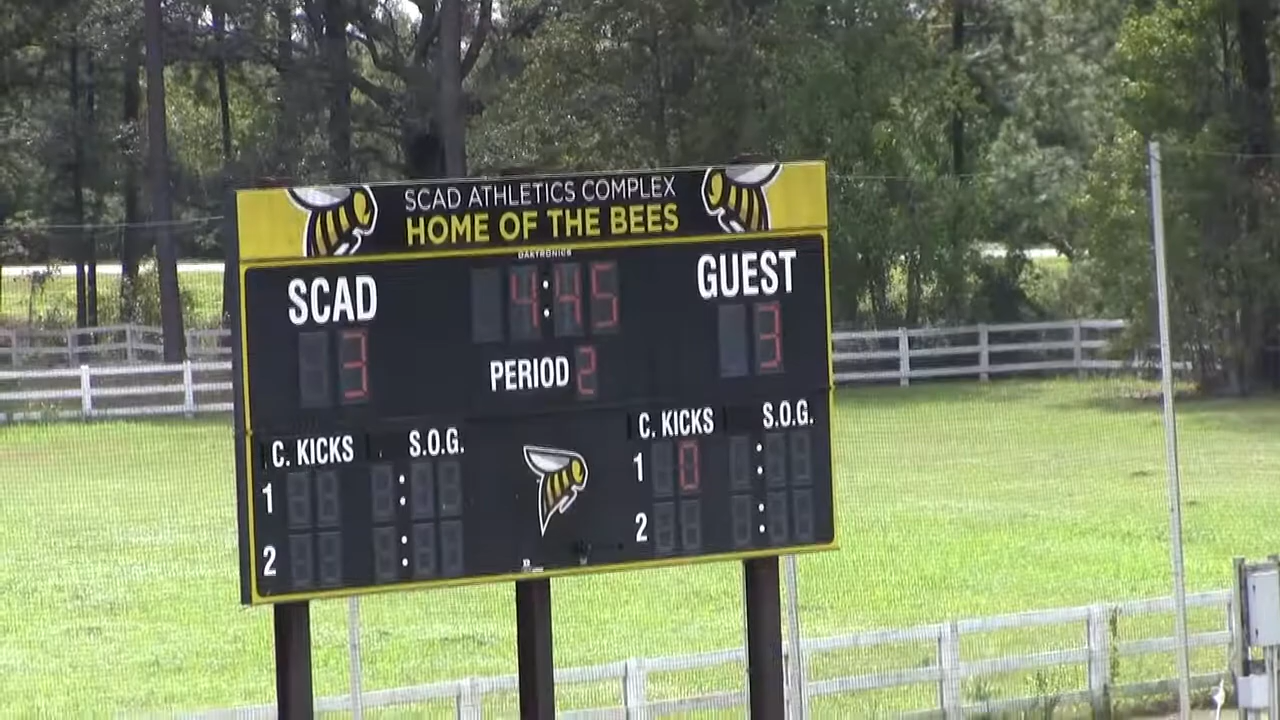 SCAD ATHLETICS COMPLEX
HOME OF THE BEES
DAKTRONICS
SCAD 4:45 GUEST
3 3
PERIOD 2
C. KICKS S.O.G. C. KICKS S.O.G.
1 : 1 0 :
2 : 2 :